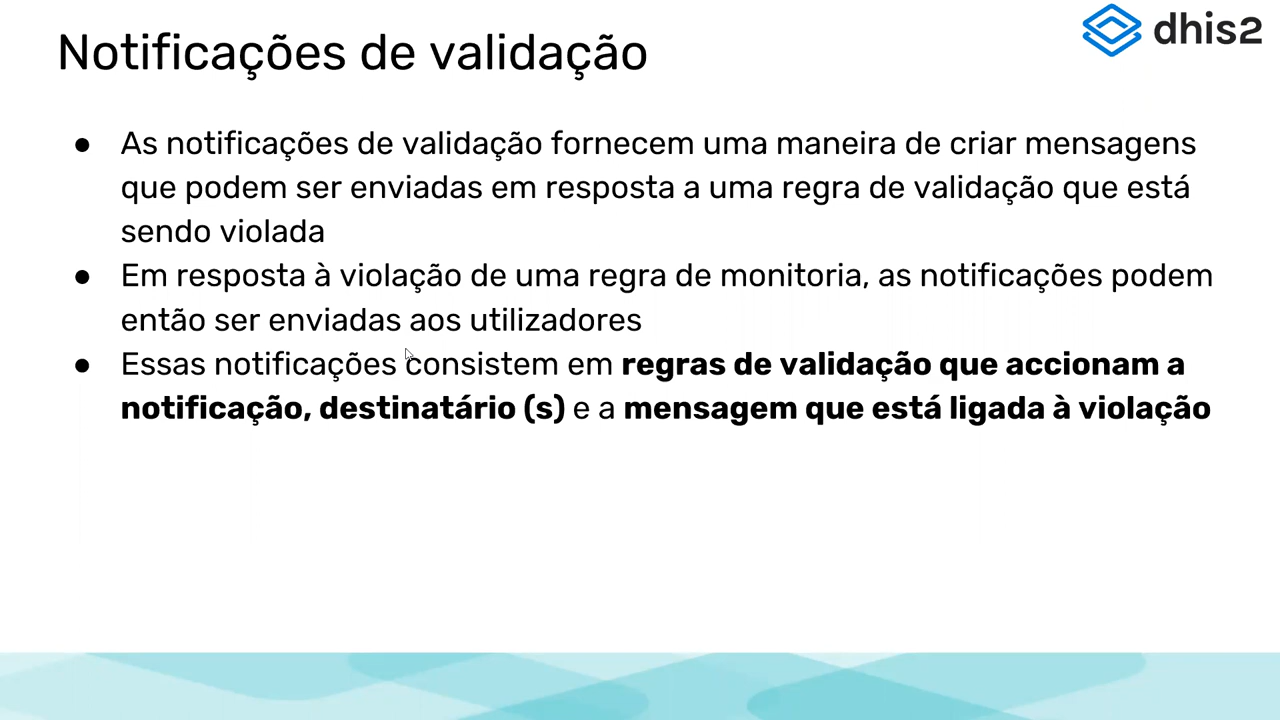 Notificações de validação
dhis2
● As notificações de validação fornecem uma maneira de criar mensagens
que podem ser enviadas em resposta a uma regra de validação que está
sendo violada
● Em resposta à violação de uma regra de monitoria, as notificações podem
então ser enviadas aos utilizadores
● Essas notificações consistem em regras de validação que accionam a
notificação, destinatário (s) e a mensagem que está ligada à violação